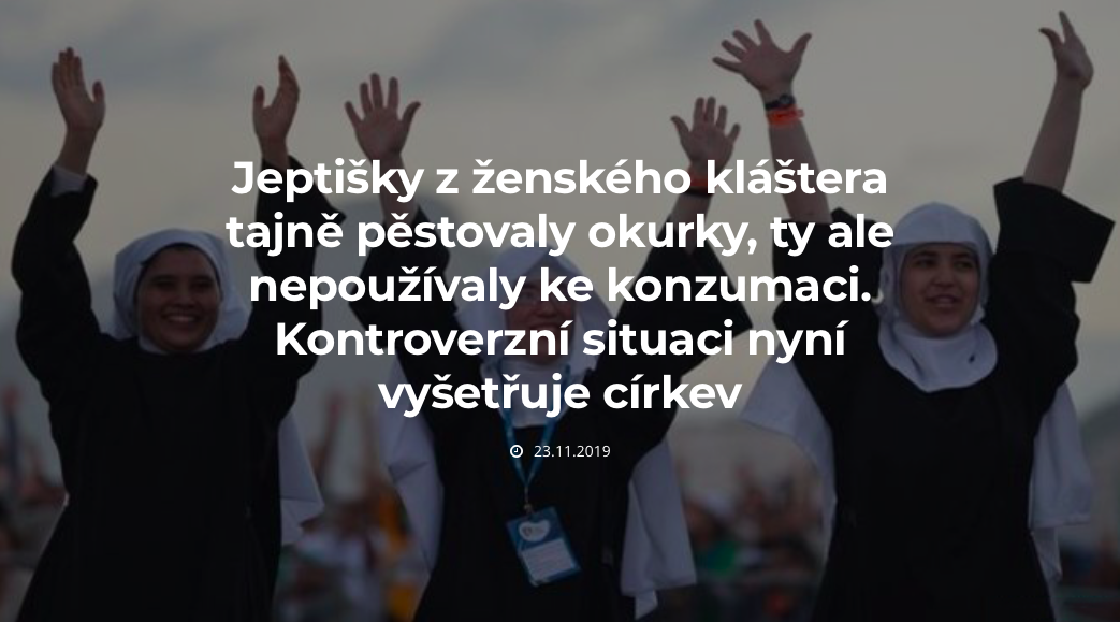 Jeptišky z ženského kláštera
tajně pěstovaly okurky, ty ale
nepoužívaly ke konzumaci.
Kontroverzní situaci nyní
vyšetřuje církev
23.11.2019